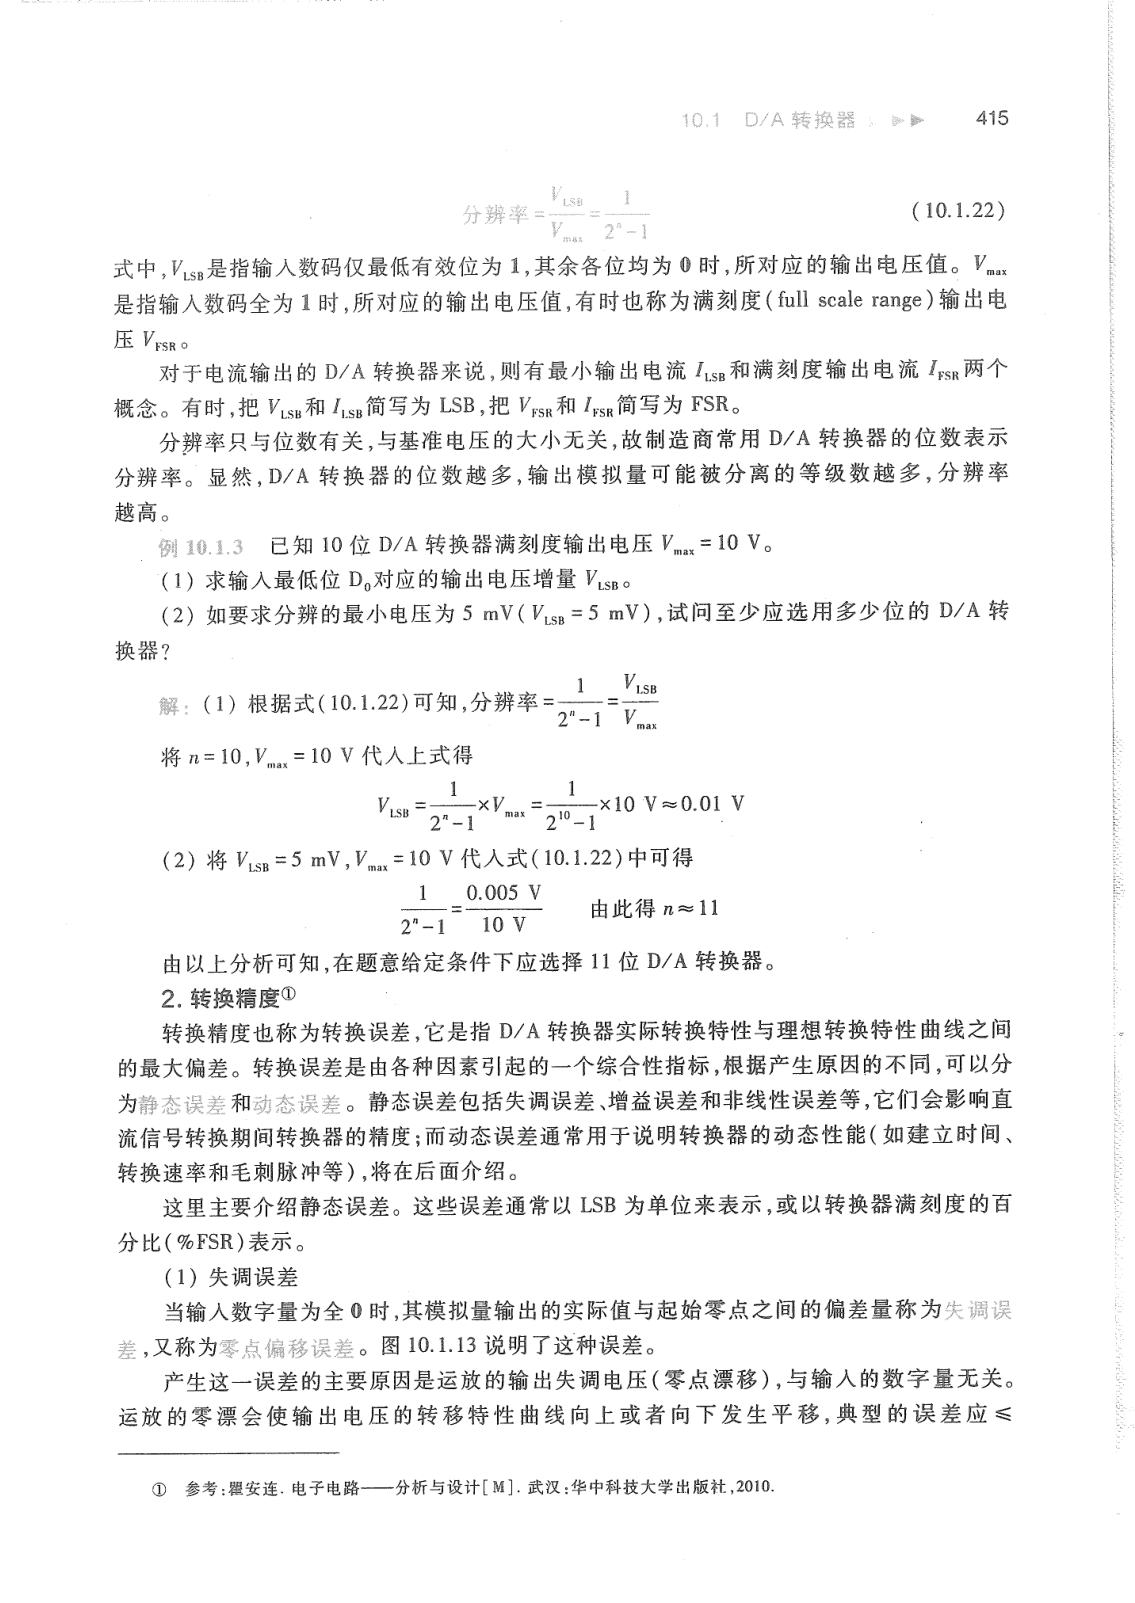 10.1 D/A 转换器 ▶▶ 415
分辨率=V_LSB/V_max=1/(2^n-1) (10.1.22)
式中,V_LSB是指输入数码仅最低有效位为 1,其余各位均为 0 时,所对应的输出电压值。V_max
是指输入数码全为 1 时,所对应的输出电压值,有时也称为满刻度(full scale range)输出电
压 V_FSR。
对于电流输出的 D/A 转换器来说,则有最小输出电流 I_LSB和满刻度输出电流 I_FSR两个
概念。有时,把 V_LSB和 I_LSB简写为 LSB,把 V_FSR和 I_FSR简写为 FSR。
分辨率只与位数有关,与基准电压的大小无关,故制造商常用 D/A 转换器的位数表示
分辨率。显然,D/A 转换器的位数越多,输出模拟量可能被分离的等级数越多,分辨率
越高。
例 10.1.3 已知 10 位 D/A 转换器满刻度输出电压 V_max=10 V。
(1) 求输入最低位 D_0对应的输出电压增量 V_LSB。
(2) 如要求分辨的最小电压为 5 mV(V_LSB=5 mV),试问至少应选用多少位的 D/A 转
换器?
解:(1) 根据式(10.1.22)可知,分辨率=1/(2^n-1)=V_LSB/V_max
将 n=10,V_max=10 V 代入上式得
V_LSB=1/(2^n-1)×V_max=1/(2^10-1)×10 V≈0.01 V
(2) 将 V_LSB=5 mV,V_max=10 V 代入式(10.1.22)中可得
1/(2^n-1)=0.005 V/10 V 由此得 n≈11
由以上分析可知,在题意给定条件下应选择 11 位 D/A 转换器。
2. 转换精度①
转换精度也称为转换误差,它是指 D/A 转换器实际转换特性与理想转换特性曲线之间
的最大偏差。转换误差是由各种因素引起的一个综合性指标,根据产生原因的不同,可以分
为静态误差和动态误差。静态误差包括失调误差、增益误差和非线性误差等,它们会影响直
流信号转换期间转换器的精度;而动态误差通常用于说明转换器的动态性能(如建立时间、
转换速率和毛刺脉冲等),将在后面介绍。
这里主要介绍静态误差。这些误差通常以 LSB 为单位来表示,或以转换器满刻度的百
分比(%FSR)表示。
(1) 失调误差
当输入数字量为全 0 时,其模拟量输出的实际值与起始零点之间的偏差量称为失调误
差,又称为零点偏移误差。图 10.1.13 说明了这种误差。
产生这一误差的主要原因是运放的输出失调电压(零点漂移),与输入的数字量无关。
运放的零漂会使输出电压的转移特性曲线向上或者向下发生平移,典型的误差应≤
① 参考:瞿安连. 电子电路——分析与设计[M]. 武汉:华中科技大学出版社,2010.